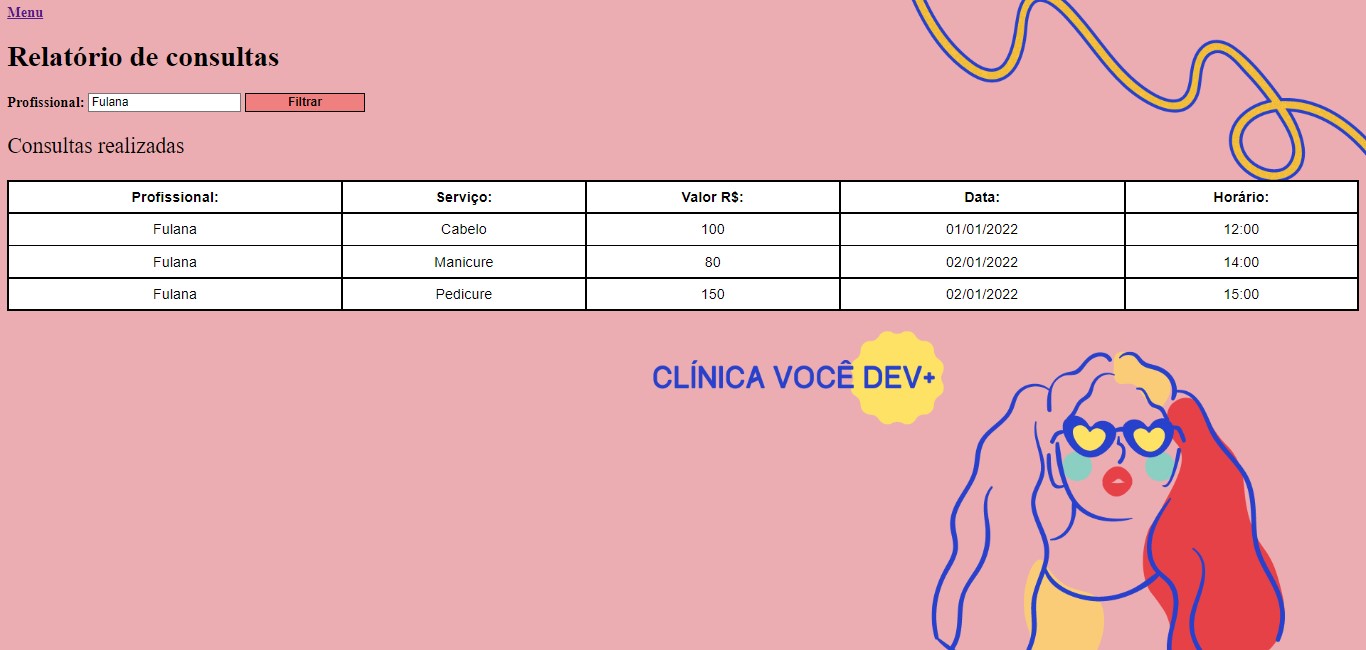 Menu
Relatório de consultas
Profissional: Fulana Filtrar
Consultas realizadas
Profissional: Serviço: Valor R$: Data: Horário:
Fulana Cabelo 100 01/01/2022 12:00
Fulana Manicure 80 02/01/2022 14:00
Fulana Pedicure 150 02/01/2022 15:00
CLÍNICA VOCÊ DEV+